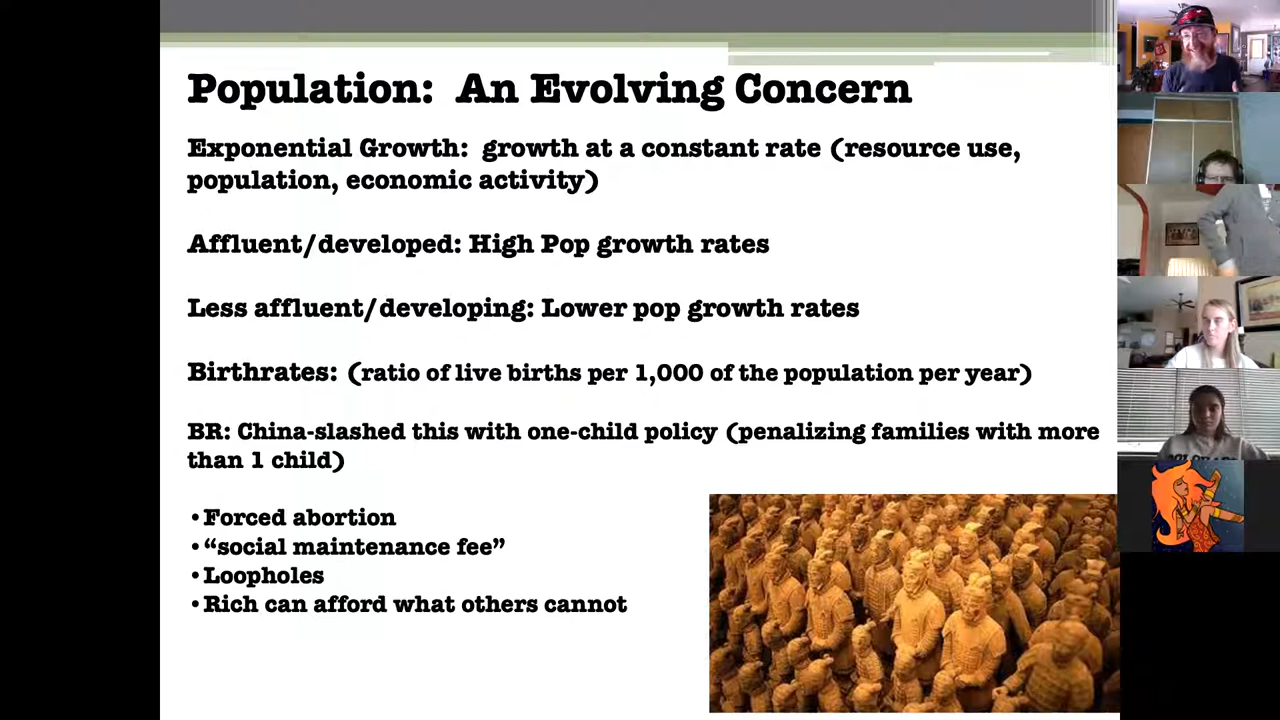 Population:  An Evolving Concern
Exponential Growth:  growth at a constant rate (resource use,
population, economic activity)
Affluent/developed: High Pop growth rates
Less affluent/developing: Lower pop growth rates
Birthrates: (ratio of live births per 1,000 of the population per year)
BR: China-slashed this with one-child policy (penalizing families with more
than 1 child)
•Forced abortion
•“social maintenance fee”
•Loopholes
•Rich can afford what others cannot